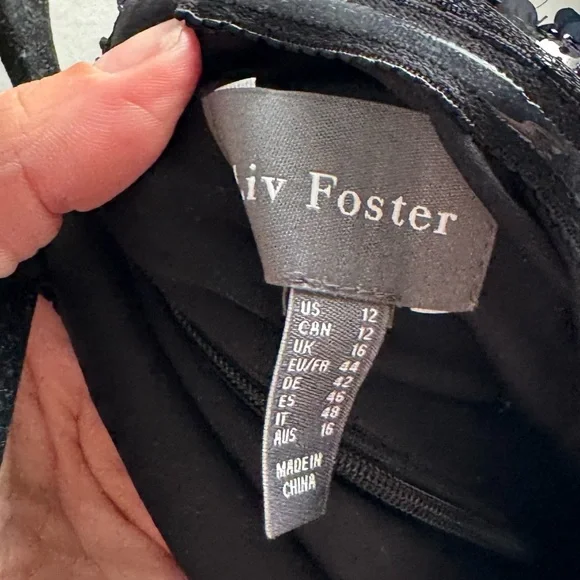 Liv Foster
US 12
CAN 12
UK 16
EU/FR 44
DE 42
ES 46
IT 48
AUS 16
MADE IN
CHINA